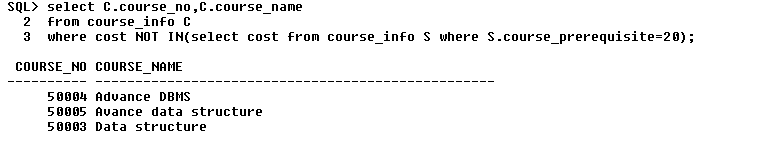 SQL> select C.course_no,C.course_name
2 from course_info C
3 where cost NOT IN(select cost from course_info S where S.course_prerequisite=20);
COURSE_NO COURSE_NAME
---------- --------------------------------------------------
50004 Advance DBMS
50005 Avance data structure
50003 Data structure